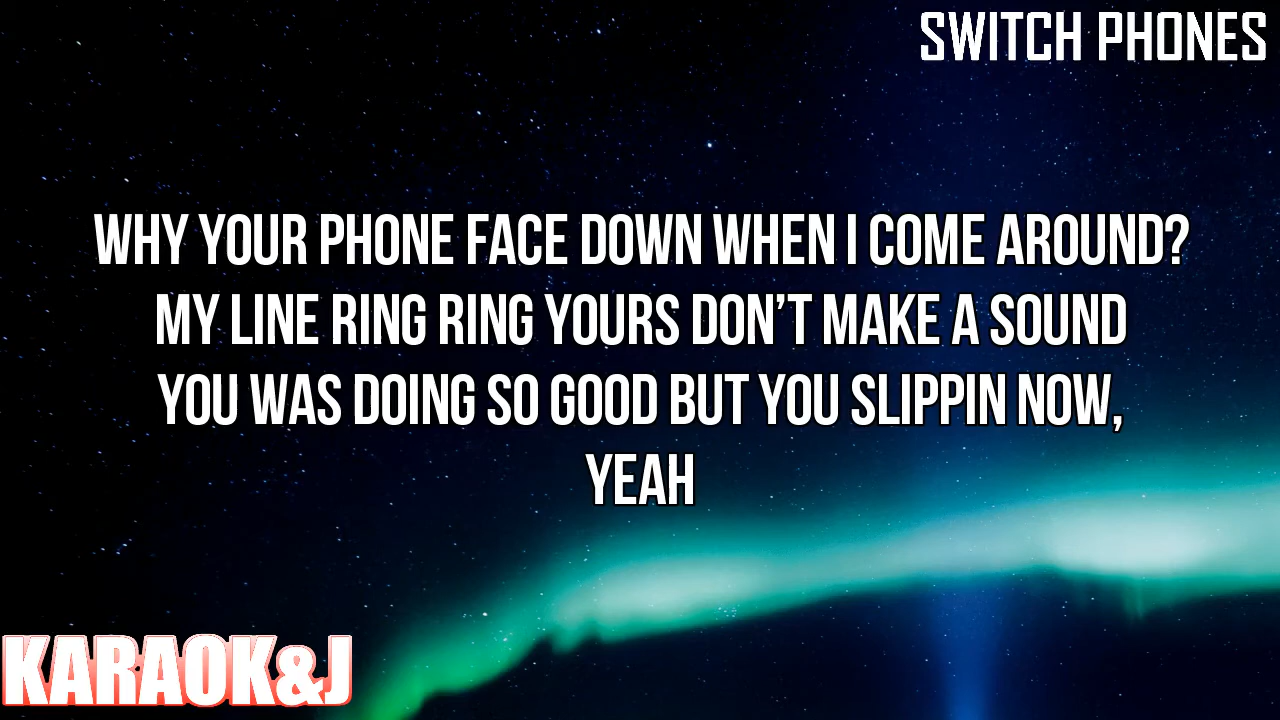 SWITCH PHONES
WHY YOUR PHONE FACE DOWN WHEN I COME AROUND?
MY LINE RING RING YOURS DON’T MAKE A SOUND
YOU WAS DOING SO GOOD BUT YOU SLIPPIN NOW,
YEAH
KARAOK&J